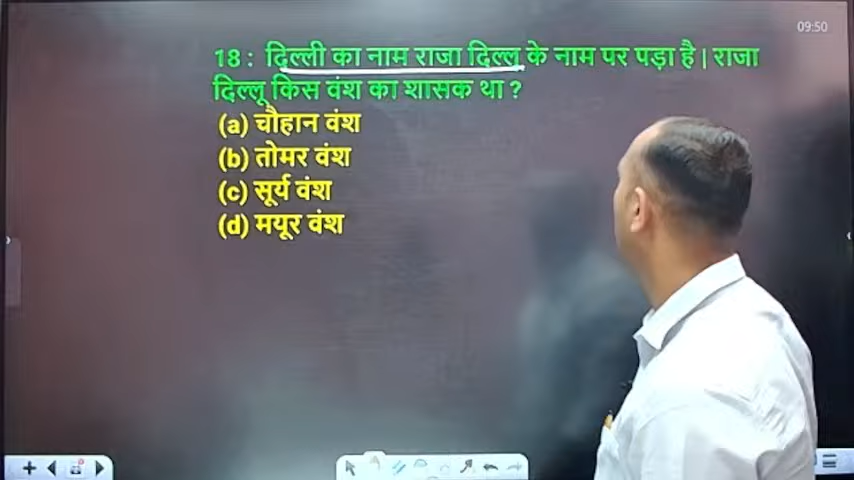 09:50
18 : दिल्ली का नाम राजा दिल्लू के नाम पर पड़ा है | राजा
दिल्लू किस वंश का शासक था ?
(a) चौहान वंश
(b) तोमर वंश
(c) सूर्य वंश
(d) मयूर वंश